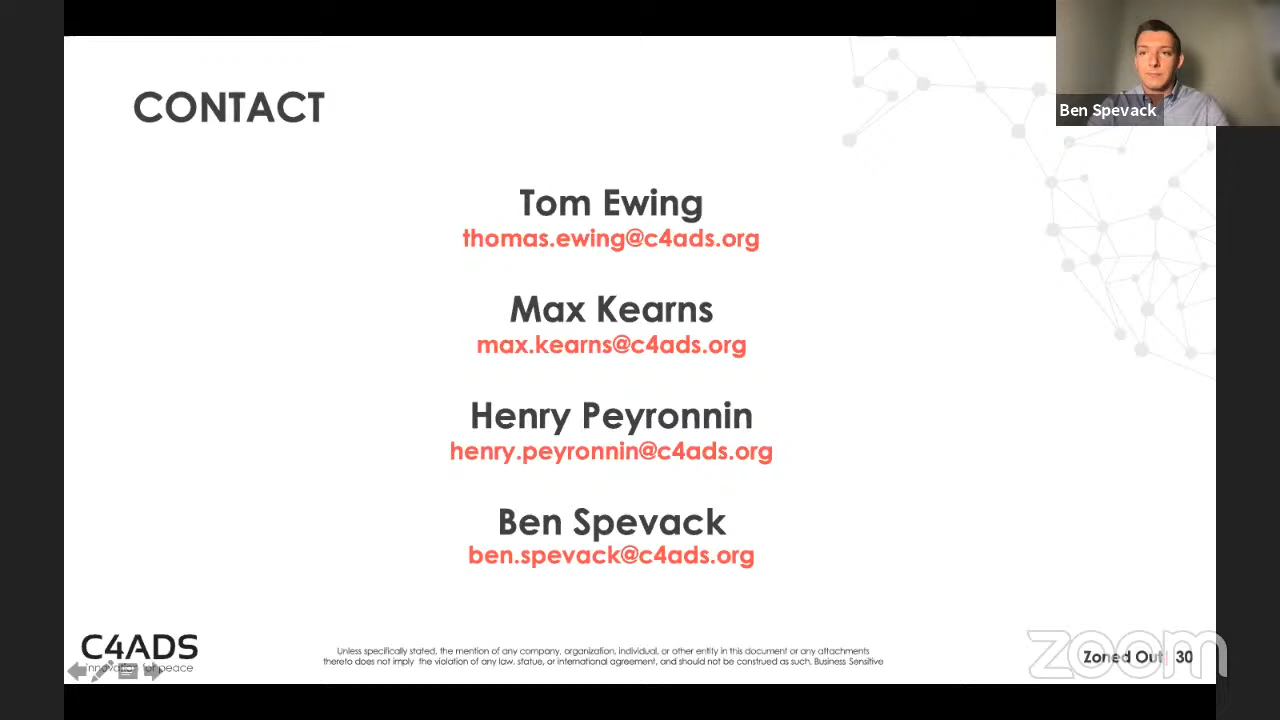 CONTACT
Ben Spevack
Tom Ewing
thomas.ewing@c4ads.org
Max Kearns
max.kearns@c4ads.org
Henry Peyronnin
henry.peyronnin@c4ads.org
Ben Spevack
ben.spevack@c4ads.org
C4ADS
innovation for peace
Unless specifically stated, the mention of any company, organization, individual, or other entity in this document or any attachments
thereto does not imply the violation of any law, statue, or international agreement, and should not be construed as such. Business Sensitive
zoom
Zoned Out| 30